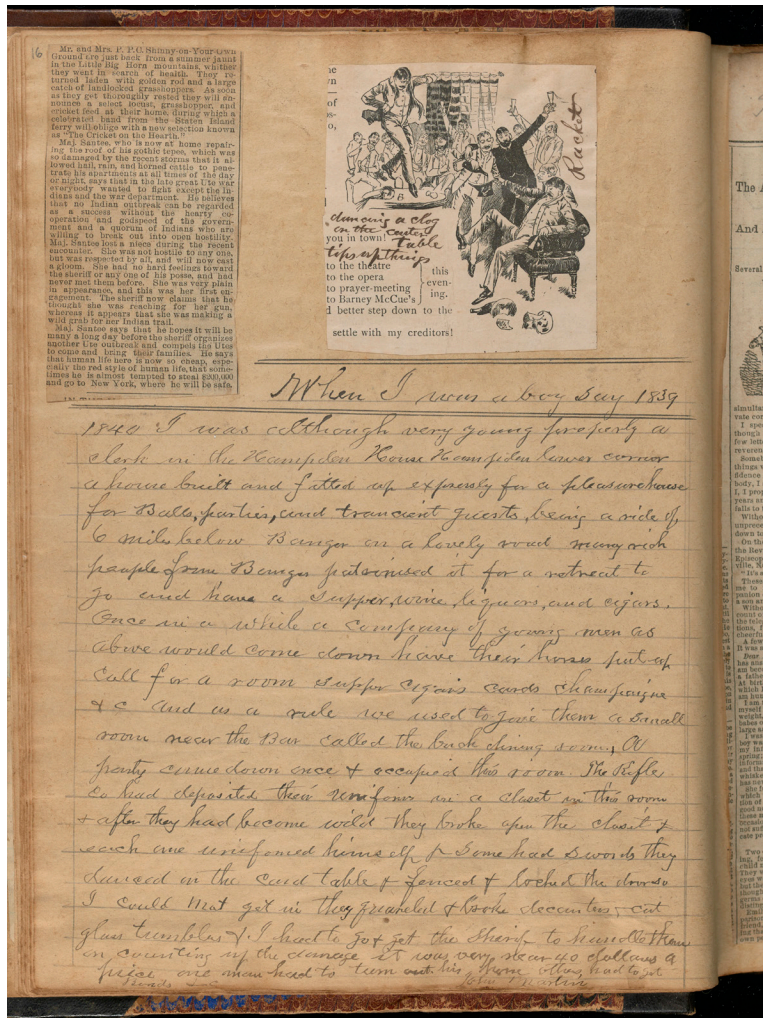 16
Mr. and Mrs. P. P. C. Shinny-on-Your-Own
Ground are just back from a summer jaunt
in the Little Big Horn mountains, whither
they went in search of health. They re-
turned laden with golden rod and a large
catch of landlocked grasshoppers. As soon
as they get thoroughly rested they will an-
nounce a select locust, grasshopper, and
cricket feed at their home, during which a
celebrated band from the Staten Island
ferry will oblige with a new selection known
as "The Cricket on the Hearth."
Maj. Santee, who is now at home repair-
ing the roof of his gothic tepee, which was
so damaged by the recent storms that it al-
lowed hail, rain, and horned cattle to pene-
trate his apartments at all times of the day
or night, says that in the late great Ute war
everybody wanted to fight except the In-
dians and the war department. He believes
that no Indian outbreak can be regarded
as a success without the hearty co-
operation and godspeed of the govern-
ment and a quorum of Indians who are
willing to break out into open hostility.
Maj. Santee lost a niece during the recent
encounter. She was not hostile to any one,
but was respected by all, and will now cast
a gloom. She had no hard feelings toward
the sheriff or any one of his posse, and had
never met them before. She was very plain
in appearance, and this was her first en-
gagement. The sheriff now claims that he
thought she was reaching for her gun,
whereas it appears that she was making a
wild grab for her Indian trail.
Maj. Santee says that he hopes it will be
many a long day before the sheriff organizes
another Ute outbreak and compels the Utes
to come and bring their families. He says
that human life here is now so cheap, espe-
cially the red style of human life, that some-
times he is almost tempted to steal $200,000
and go to New York, where he will be safe.
Racket
dancing a clog
on the center
you in town! table
tips up things
to the theatre
to the opera
to prayer-meeting
to Barney McCue's
this
even-
ing.
d better step down to the
settle with my creditors!
When I was a boy say 1839
1840 I was although very young properly a
clerk in the Hampden House Hampden lower corner
a house built and fitted up expressly for a pleasurehouse
for Balls, parties, and trancient guests, being a ride of
6 miles below Bangor on a lovely road many rich
people from Bangor patronised it for a retreat to
go and have a supper, wine, liquors, and cigars.
Once in a while a company of young men as
above would come down have their horses put up
call for a room supper cigars cards champaigne
&c and as a rule we used to give them a small
room near the Bar called the back dining room, A
party came down once & occupied this room. The Rifle
Co had deposited their Uniform in a closet in this room
& after they had become wild they broke open the closet &
each one uniformed himself & Some had swords they
danced on the card table & fenced & locked the door so
I could not get in they quareled & broke decanters, cut
glass tumblers &. I had to go & get the Sherif to handle them
on counting up the damage it was very near 40 dollars a
piece one man had to turn out his horse others had to get
Bonds &c John Martin
The A
And
Several